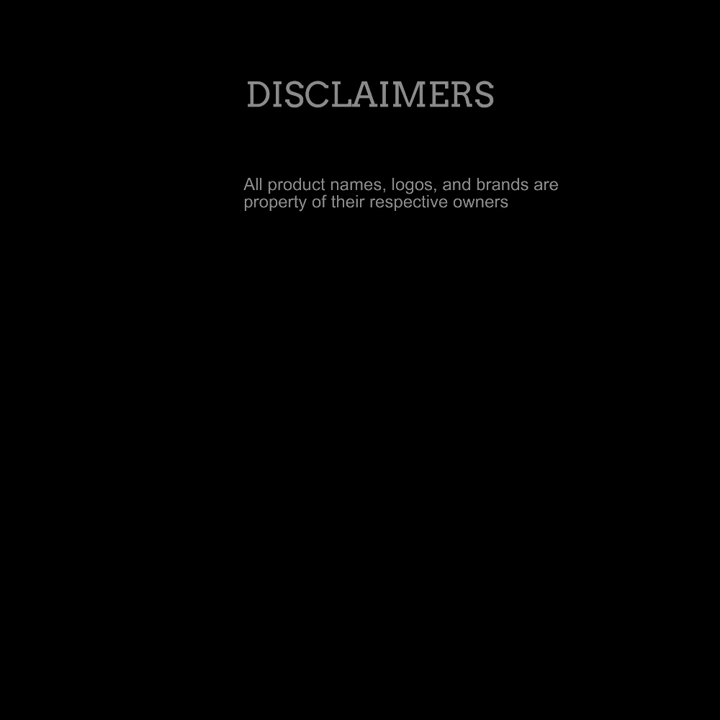 DISCLAIMERS
All product names, logos, and brands are
property of their respective owners